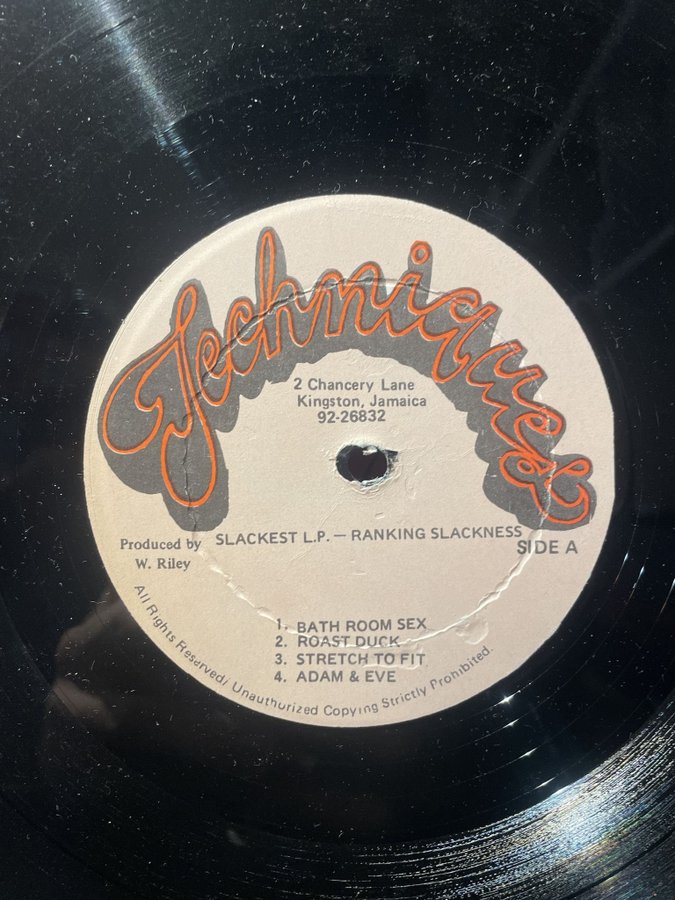 Techniques
2 Chancery Lane
Kingston, Jamaica
92-26832
SLACKEST L.P. — RANKING SLACKNESS
Produced by
W. Riley
SIDE A
1. BATH ROOM SEX
2. ROAST DUCK
3. STRETCH TO FIT
4. ADAM & EVE
All Rights Reserved/ Unauthorized Copying Strictly Prohibited.